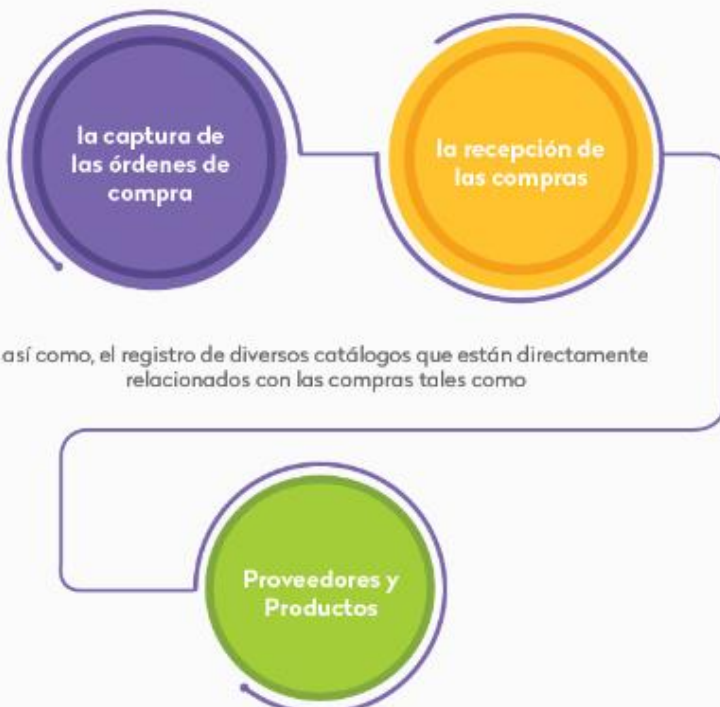 la captura de
las órdenes de
compra
la recepción de
las compras
así como, el registro de diversos catálogos que están directamente
relacionados con las compras tales como
Proveedores y
Productos